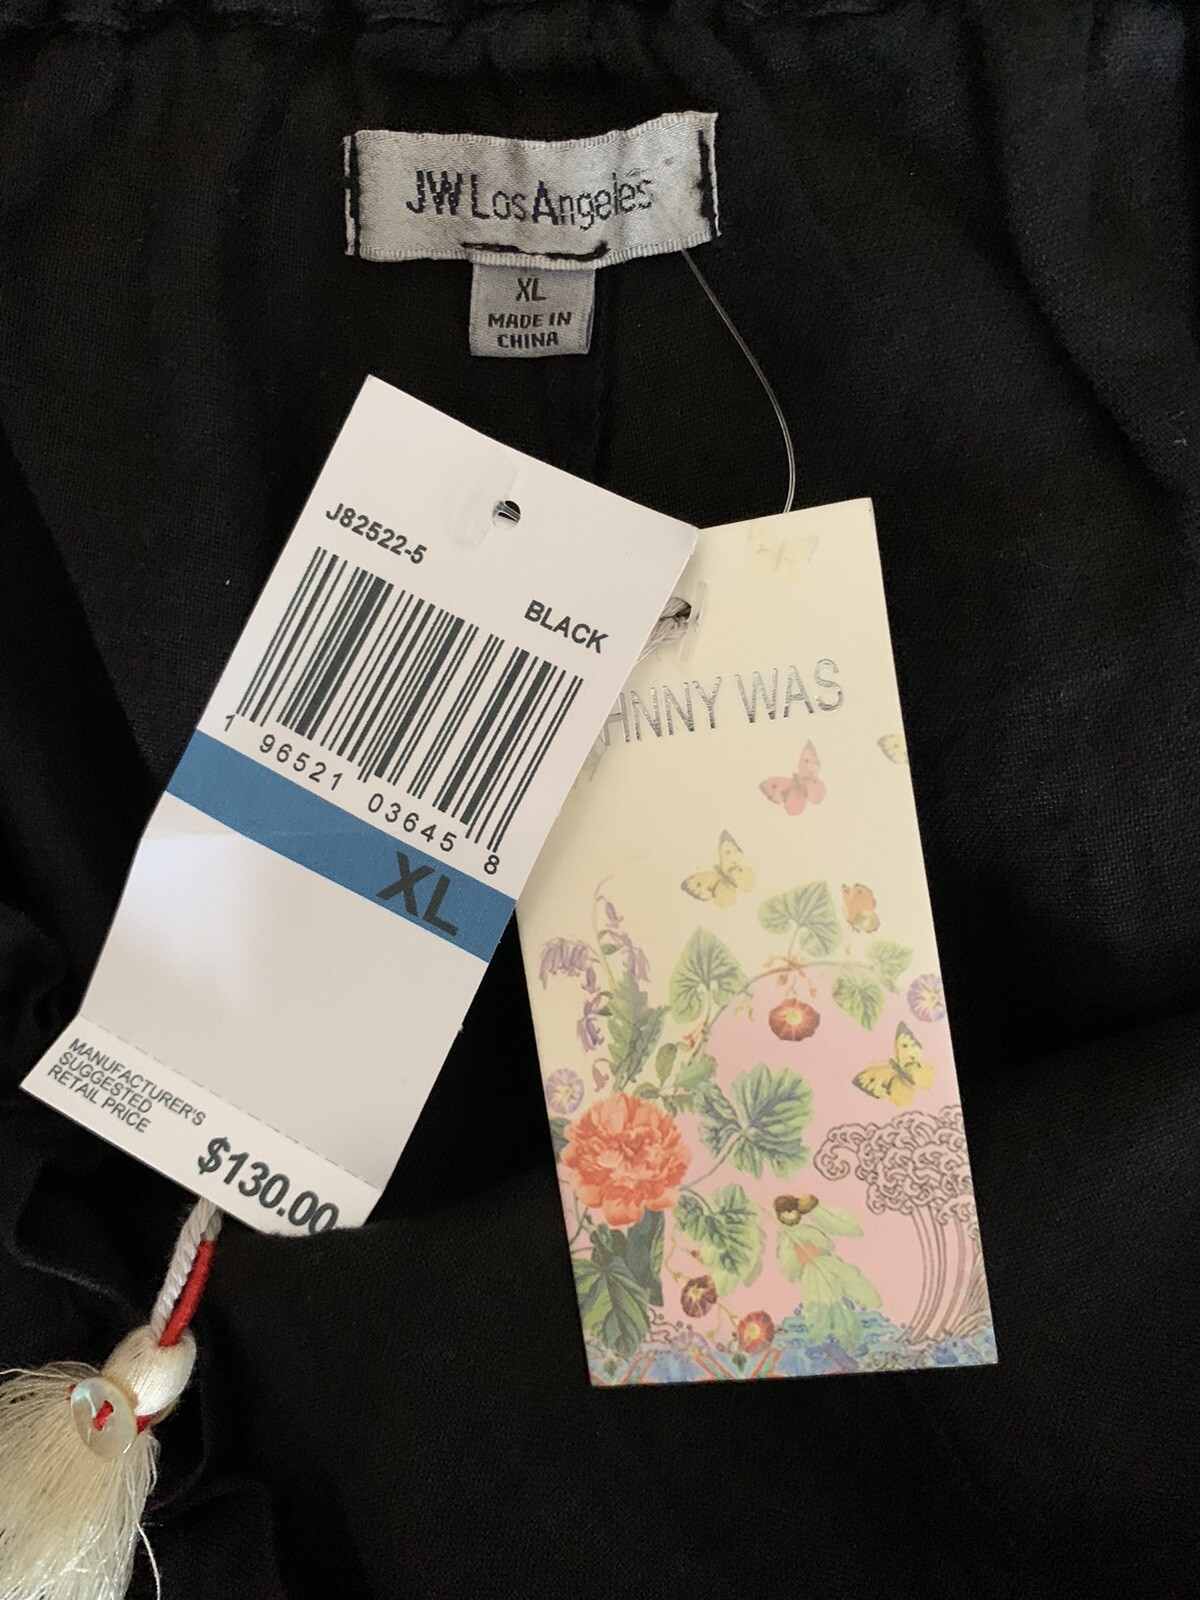 JW Los Angeles
XL
MADE IN
CHINA
J82522-5
BLACK
1 96521 03645 8
XL
MANUFACTURER'S
SUGGESTED
RETAIL PRICE
$130.00
HNNY WAS